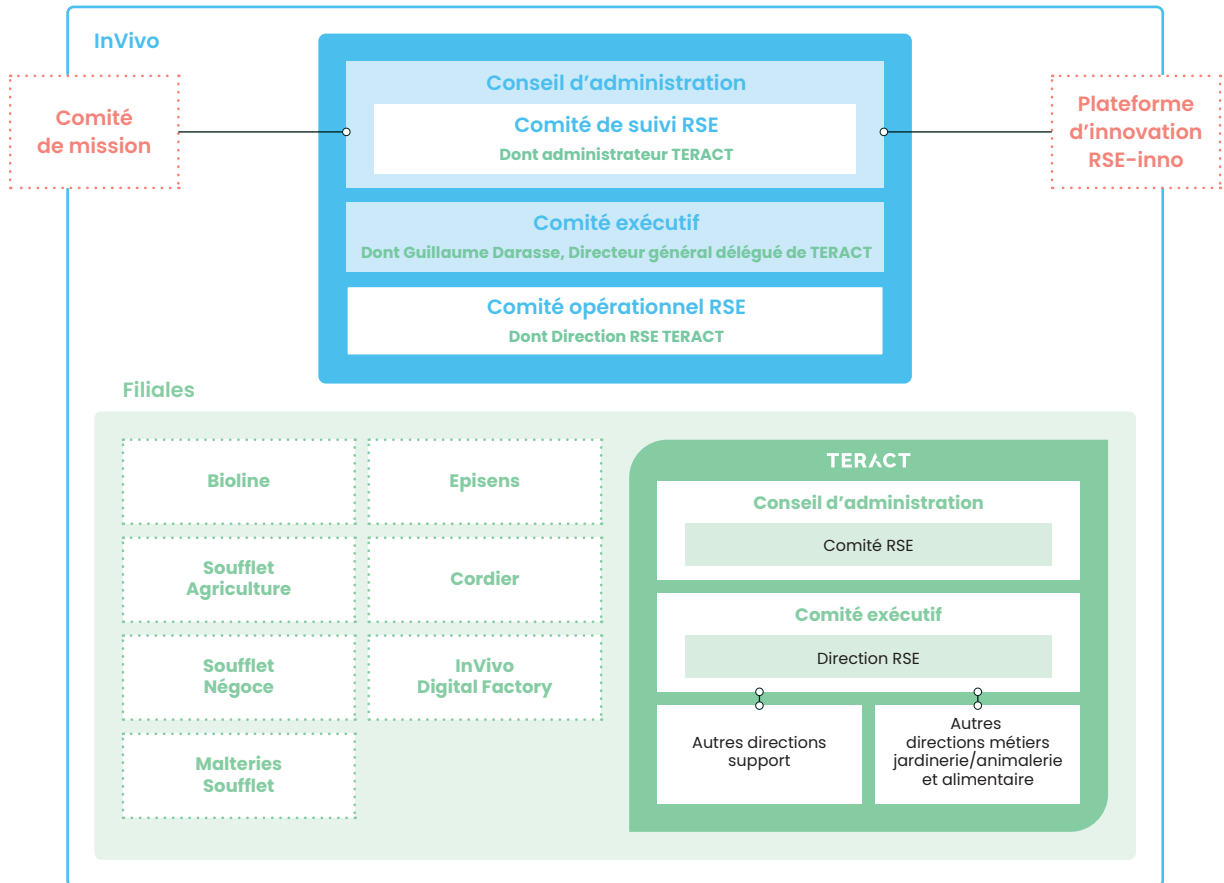 InVivo
Comité
de mission
Conseil d’administration
Comité de suivi RSE
Dont administrateur TERACT
Plateforme
d’innovation
RSE-inno
Comité exécutif
Dont Guillaume Darasse, Directeur général délégué de TERACT
Comité opérationnel RSE
Dont Direction RSE TERACT
Filiales
Bioline
Episens
Soufflet
Agriculture
Cordier
Soufflet
Négoce
InVivo
Digital Factory
Malteries
Soufflet
TERACT
Conseil d’administration
Comité RSE
Comité exécutif
Direction RSE
Autres directions
support
Autres
directions métiers
jardinerie/animalerie
et alimentaire